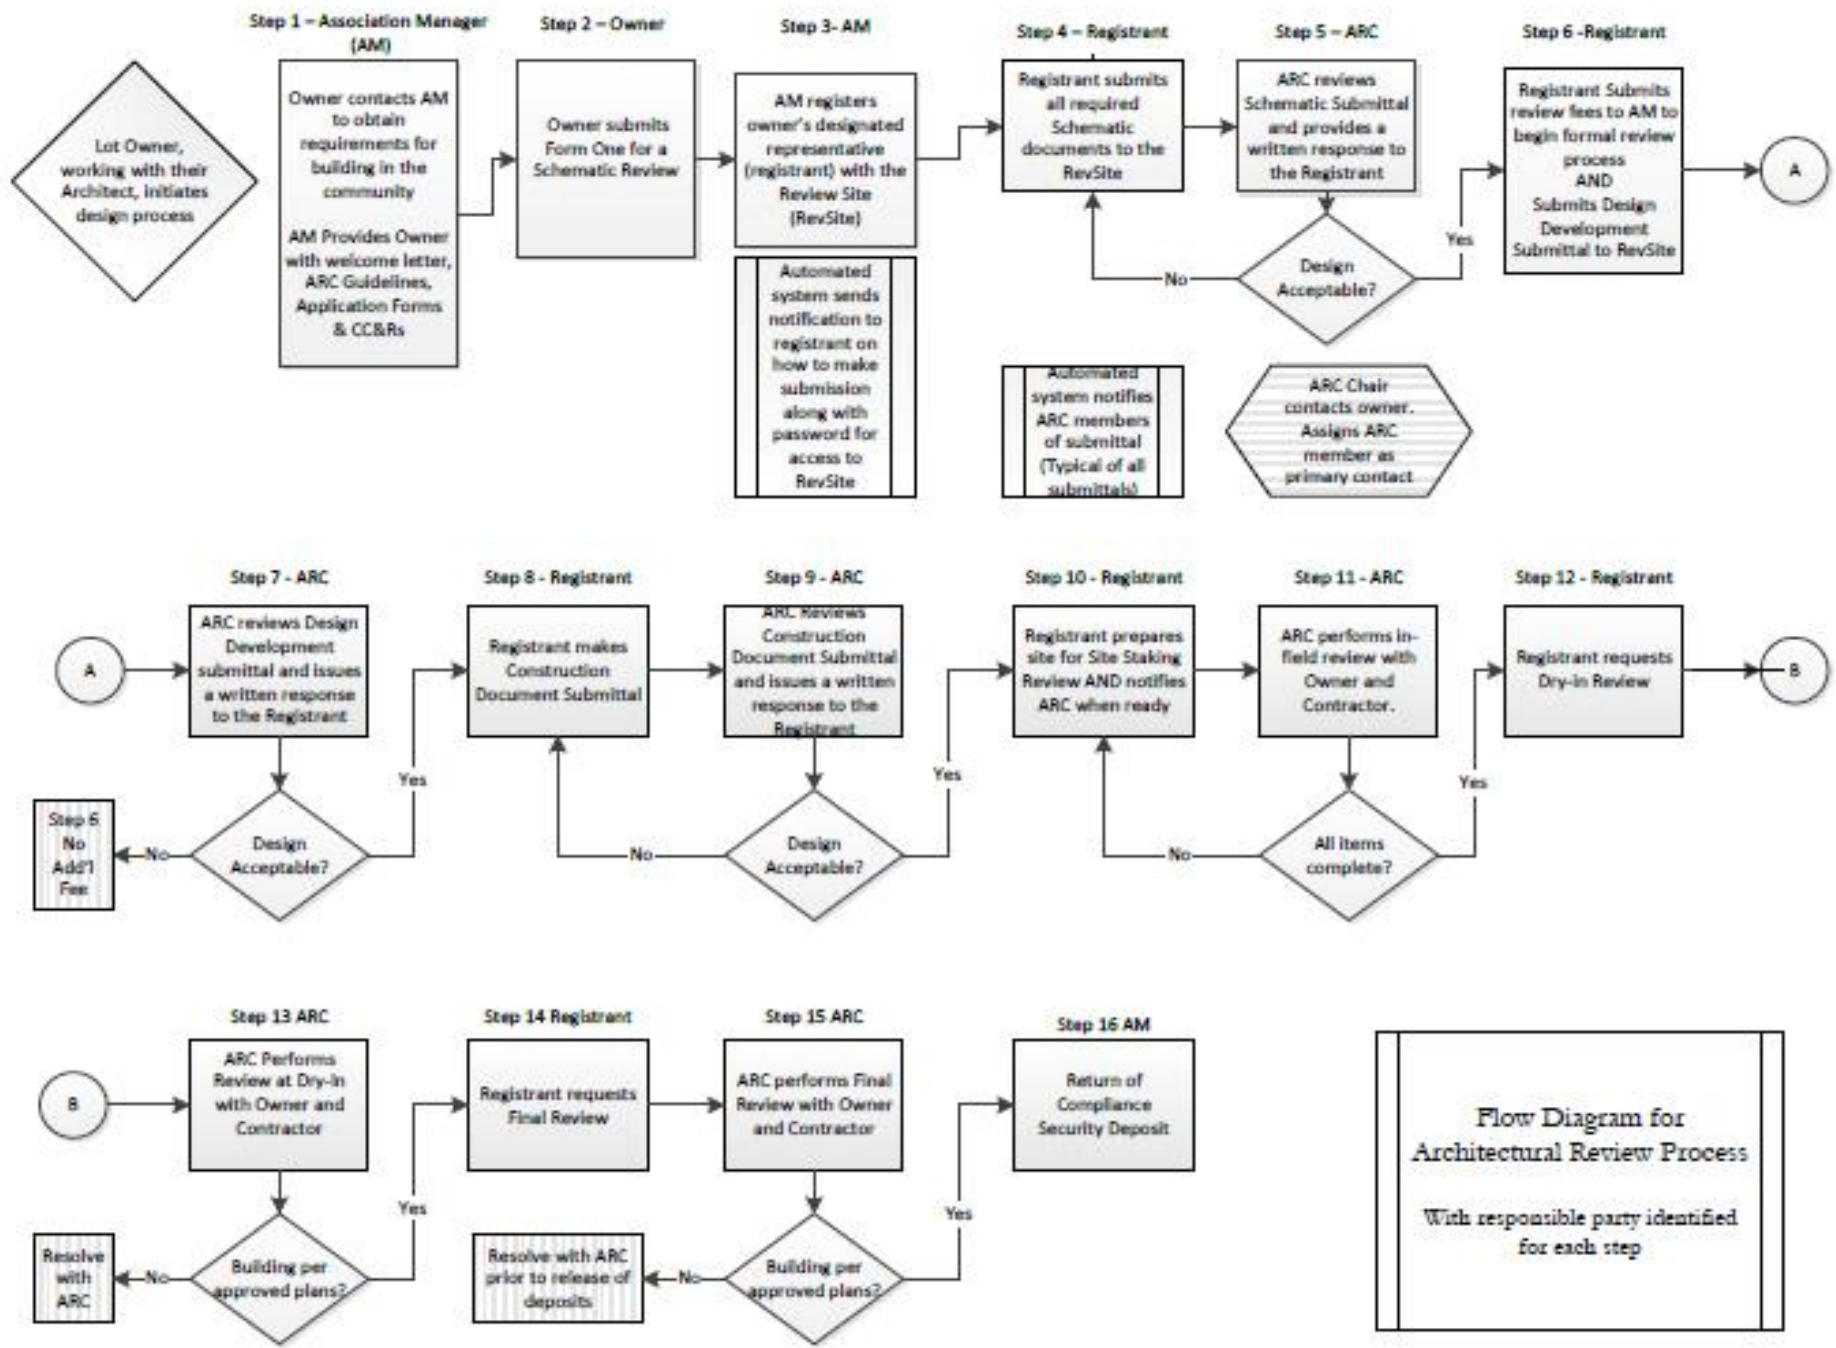 Step 1 – Association Manager
(AM)
Step 2 – Owner
Step 3- AM
Step 4 – Registrant
Step 5 – ARC
Step 6 -Registrant
Lot Owner,
working with their
Architect, initiates
design process
Owner contacts AM
to obtain
requirements for
building in the
community
AM Provides Owner
with welcome letter,
ARC Guidelines,
Application Forms
& CC&Rs
Owner submits
Form One for a
Schematic Review
AM registers
owner's designated
representative
(registrant) with the
Review Site
(RevSite)
Automated
system sends
notification to
registrant on
how to make
submission
along with
password for
access to
RevSite
Registrant submits
all required
Schematic
documents to the
RevSite
Automated
system notifies
ARC members
of submittal
(Typical of all
submittals)
ARC reviews
Schematic Submittal
and provides a
written response to
the Registrant
Design
Acceptable?
No
Yes
ARC Chair
contacts owner.
Assigns ARC
member as
primary contact
Registrant Submits
review fees to AM to
begin formal review
process
AND
Submits Design
Development
Submittal to RevSite
A
Step 7 - ARC
Step 8 - Registrant
Step 9 - ARC
Step 10 - Registrant
Step 11 - ARC
Step 12 - Registrant
A
ARC reviews Design
Development
submittal and issues
a written response
to the Registrant
Design
Acceptable?
No
Step 6
No
Add'l
Fee
Yes
Registrant makes
Construction
Document Submittal
ARC Reviews
Construction
Document Submittal
and issues a written
response to the
Registrant
Design
Acceptable?
No
Yes
Registrant prepares
site for Site Staking
Review AND notifies
ARC when ready
ARC performs in-
field review with
Owner and
Contractor.
All items
complete?
No
Yes
Registrant requests
Dry-in Review
B
Step 13 ARC
Step 14 Registrant
Step 15 ARC
Step 16 AM
B
ARC Performs
Review at Dry-In
with Owner and
Contractor
Building per
approved plans?
No
Resolve
with
ARC
Yes
Registrant requests
Final Review
ARC performs Final
Review with Owner
and Contractor
Building per
approved plans?
No
Resolve with ARC
prior to release of
deposits
Yes
Return of
Compliance
Security Deposit
Flow Diagram for
Architectural Review Process
With responsible party identified
for each step